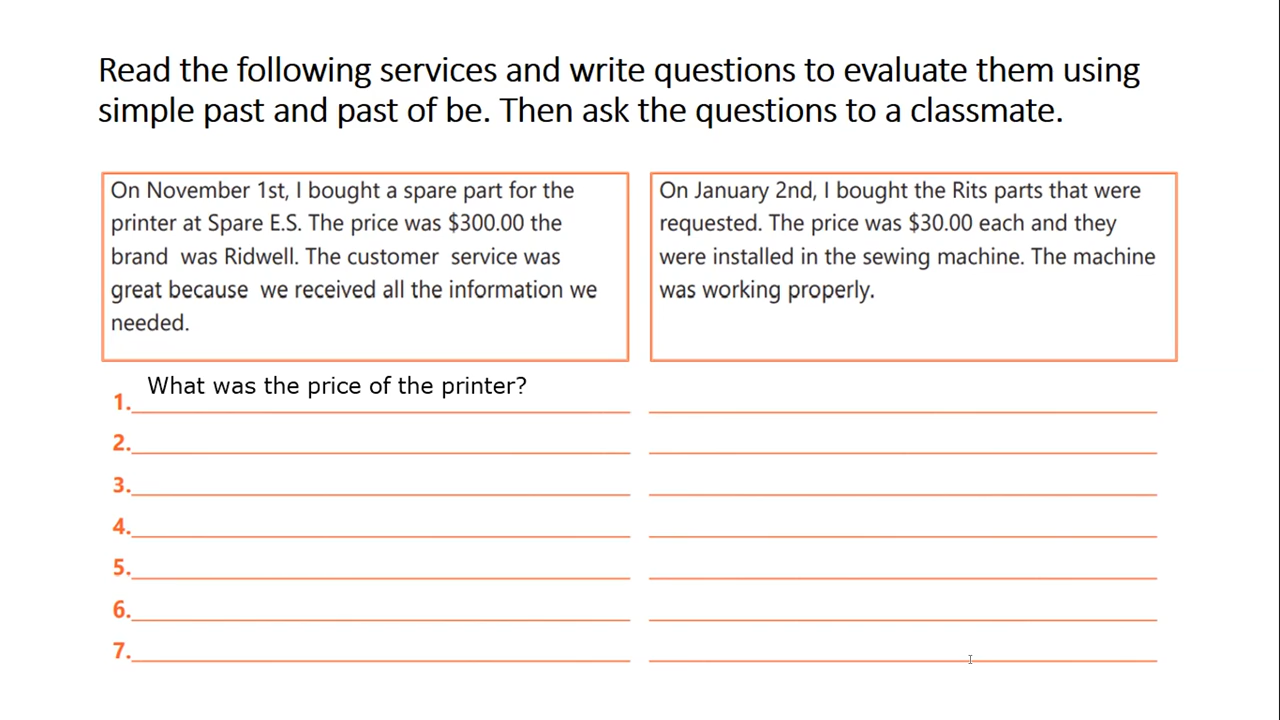 Read the following services and write questions to evaluate them using
simple past and past of be. Then ask the questions to a classmate.
On November 1st, I bought a spare part for the
printer at Spare E.S. The price was $300.00 the
brand was Ridwell. The customer service was
great because we received all the information we
needed.
On January 2nd, I bought the Rits parts that were
requested. The price was $30.00 each and they
were installed in the sewing machine. The machine
was working properly.
1. What was the price of the printer?
2.
3.
4.
5.
6.
7.